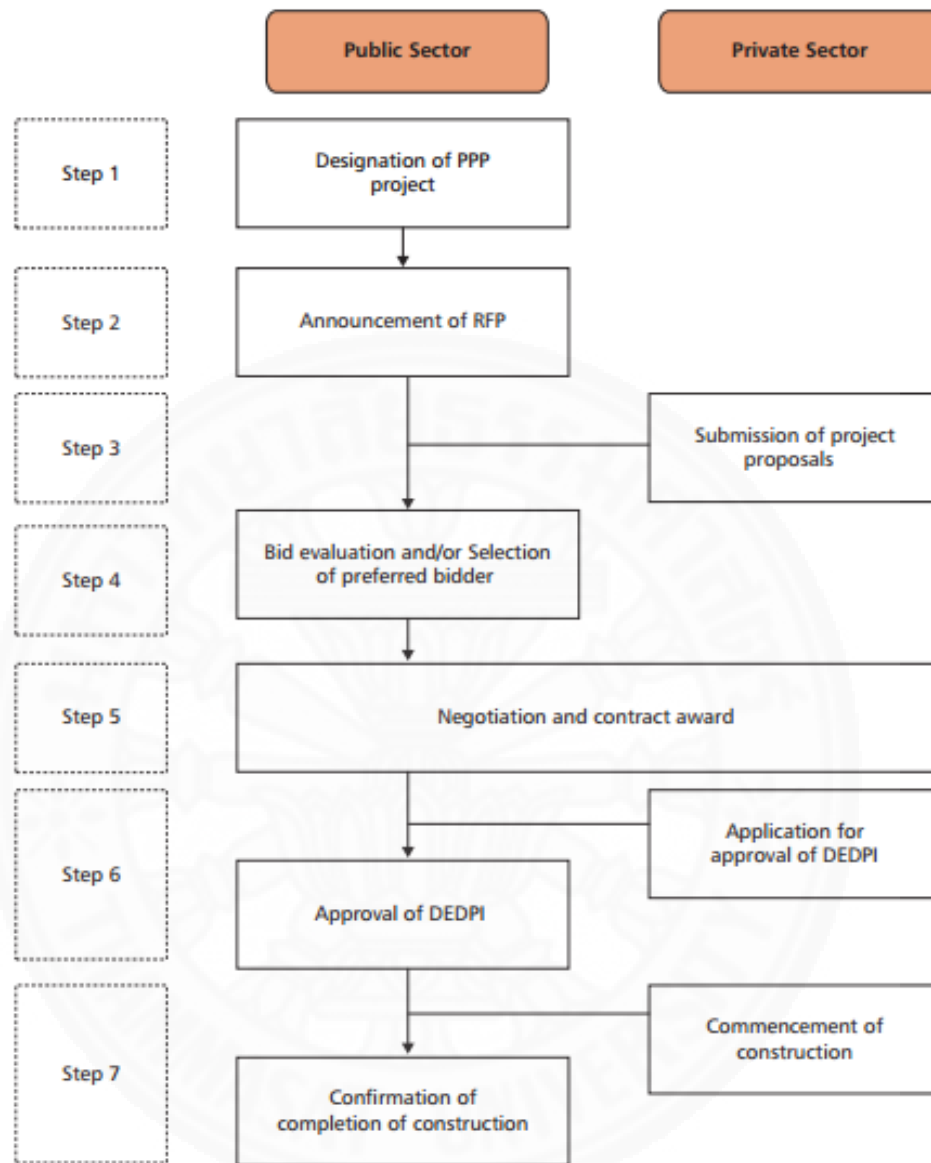 Public Sector
Private Sector
Step 1
Designation of PPP
project
Step 2
Announcement of RFP
Step 3
Submission of project
proposals
Step 4
Bid evaluation and/or Selection
of preferred bidder
Step 5
Negotiation and contract award
Step 6
Application for
approval of DEDPI
Approval of DEDPI
Step 7
Commencement of
construction
Confirmation of
completion of construction
THAMMASAT UNIVERSITY